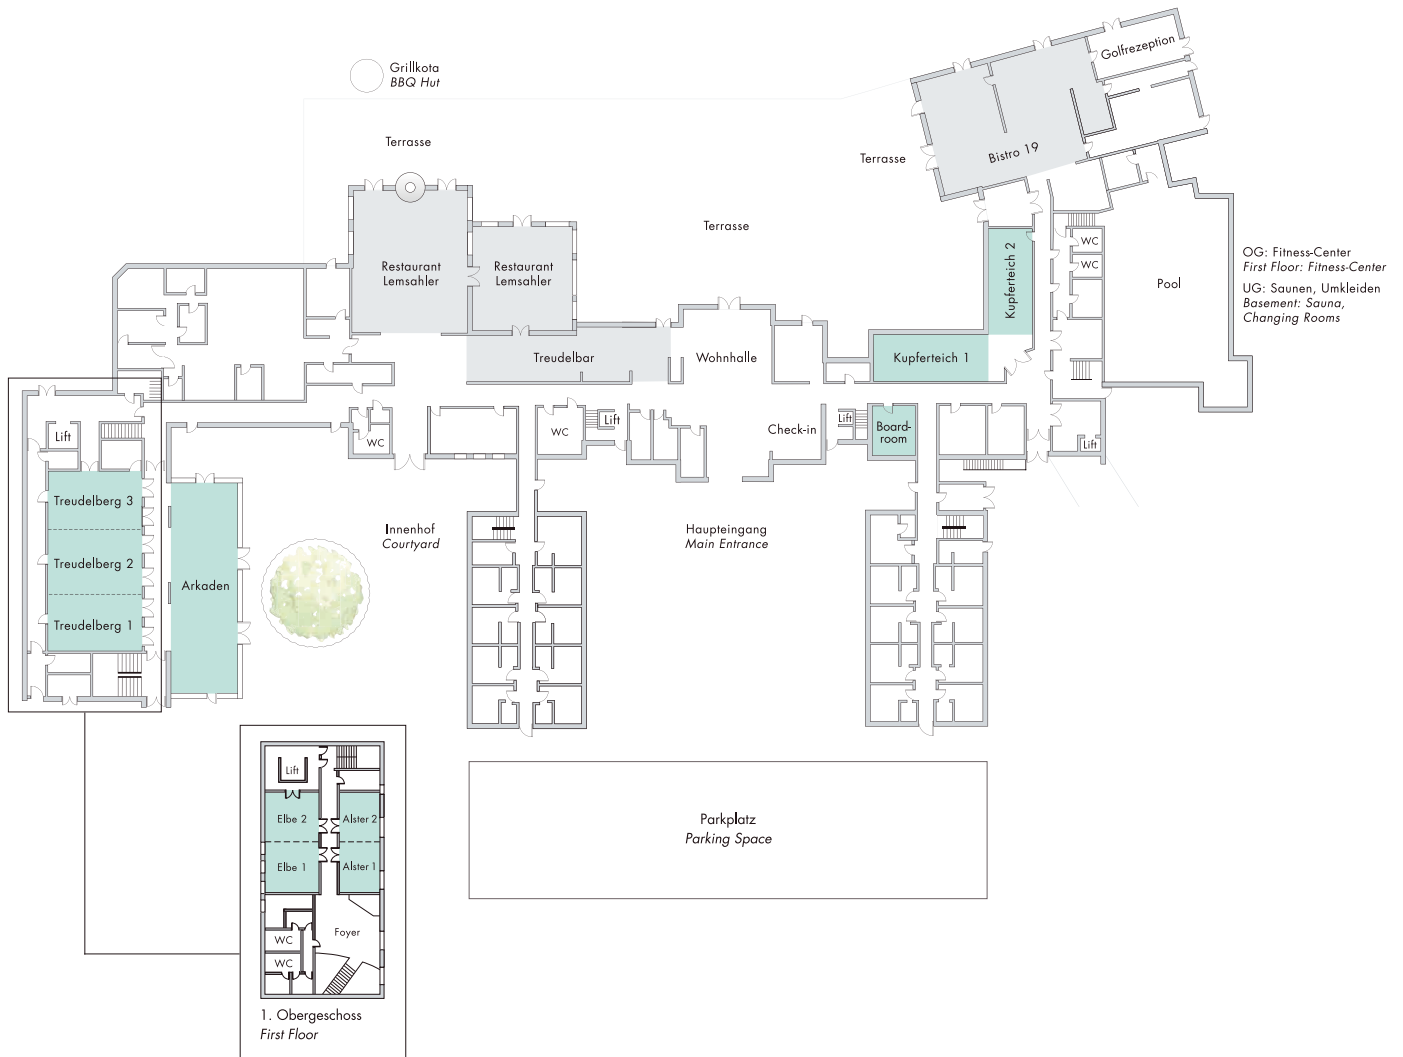 Grillkota
BBQ Hut
Terrasse
Terrasse
Terrasse
Golfrezeption
Bistro 19
Restaurant
Lemsahler
Restaurant
Lemsahler
Kupferteich 2
WC
WC
Pool
OG: Fitness-Center
First Floor: Fitness-Center
UG: Saunen, Umkleiden
Basement: Sauna,
Changing Rooms
Treudelbar
Wohnhalle
Kupferteich 1
Lift
WC
WC
Lift
Check-in
Lift
Board-
room
Lift
Treudelberg 3
Treudelberg 2
Treudelberg 1
Arkaden
Innenhof
Courtyard
Haupteingang
Main Entrance
Lift
Elbe 2
Alster 2
Elbe 1
Alster 1
Foyer
WC
WC
1. Obergeschoss
First Floor
Parkplatz
Parking Space